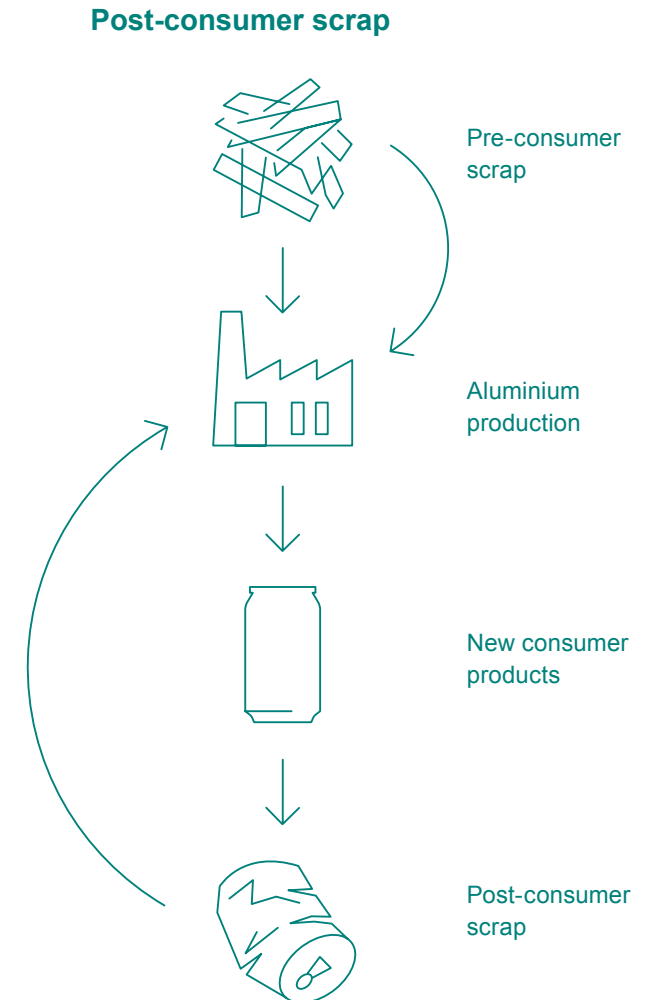 Post-consumer scrap
Pre-consumer
scrap
Aluminium
production
New consumer
products
Post-consumer
scrap